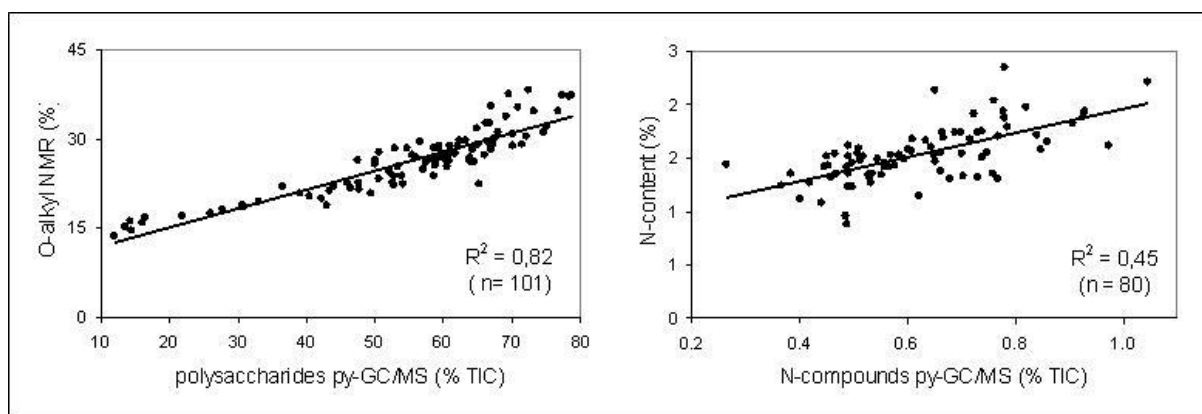 45
30
15
0
O-alkyl NMR (%)
10 20 30 40 50 60 70 80
polysaccharides py-GC/MS (% TIC)
R² = 0,82
( n= 101)
3
2
2
1
1
0
N-content (%)
0.2 0.4 0.6 0.8 1.0
N-compounds py-GC/MS (% TIC)
R² = 0,45
(n = 80)